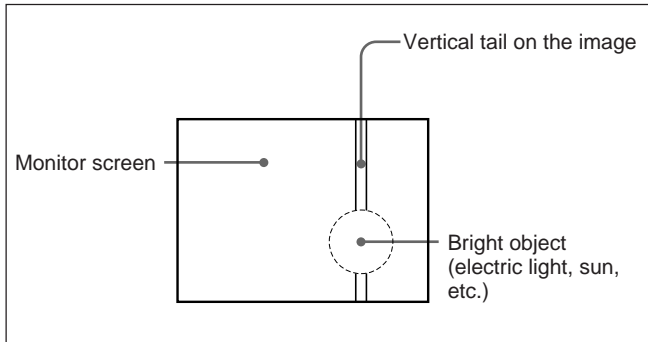 Vertical tail on the image
Monitor screen
Bright object
(electric light, sun,
etc.)